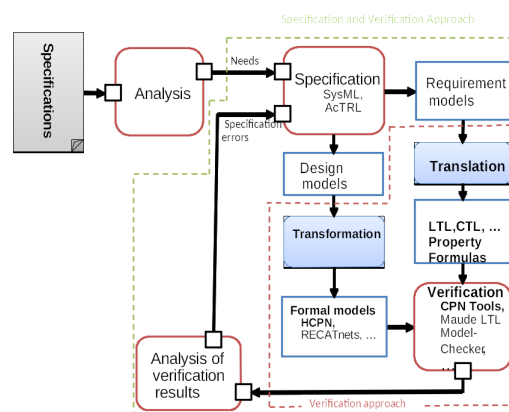 Specification and Verification Approach
Specifications
Analysis
Needs
Specification
SysML,
AcTRL
Requirement
models
Specification
errors
Design
models
Translation
Transformation
LTL,CTL, ...
Property
Formulas
Formal models
HCPN,
RECATnets, ...
Verification
CPN Tools,
Maude LTL
Model-
Checker,
...
Analysis of
verification
results
Verification approach